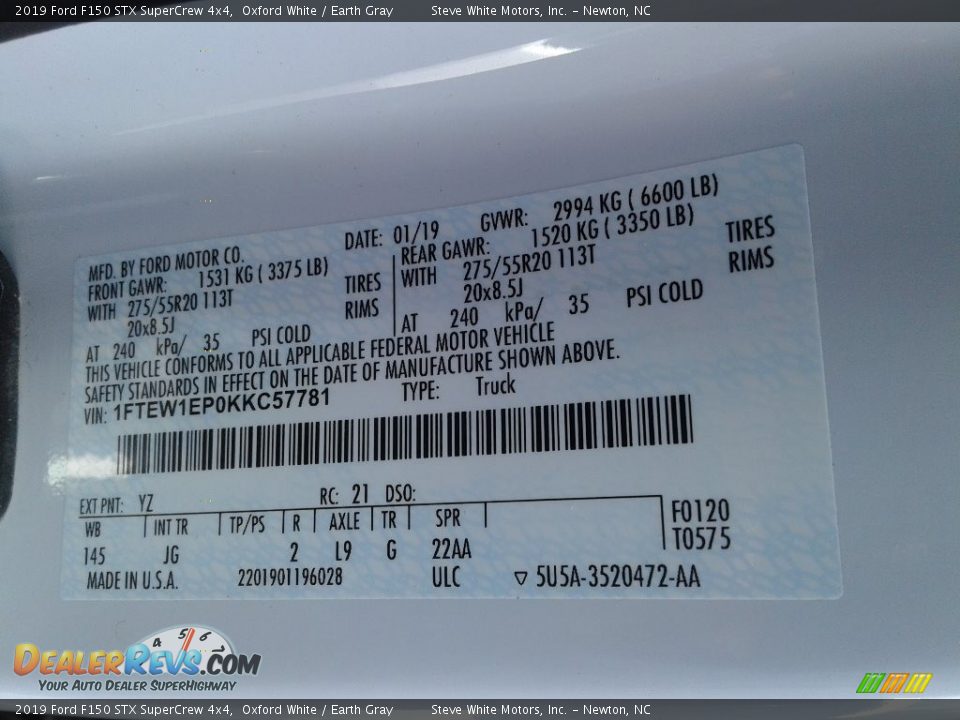 2019 Ford F150 STX SuperCrew 4x4, Oxford White / Earth Gray Steve White Motors, Inc. – Newton, NC
MFD. BY FORD MOTOR CO. DATE: 01/19 GVWR: 2994 KG ( 6600 LB)
FRONT GAWR: 1531 KG ( 3375 LB) REAR GAWR: 1520 KG ( 3350 LB)
WITH 275/55R20 113T TIRES WITH 275/55R20 113T TIRES
20x8.5J RIMS 20x8.5J RIMS
AT 240 kPa/ 35 PSI COLD AT 240 kPa/ 35 PSI COLD
THIS VEHICLE CONFORMS TO ALL APPLICABLE FEDERAL MOTOR VEHICLE
SAFETY STANDARDS IN EFFECT ON THE DATE OF MANUFACTURE SHOWN ABOVE.
VIN: 1FTEW1EP0KKC57781 TYPE: Truck
EXT PNT: YZ RC: 21 DSO:
WB INT TR TP/PS R AXLE TR SPR F0120
145 JG 2 L9 G 22AA T0575
MADE IN U.S.A. 2201901196028 ULC ▽ 5U5A-3520472-AA
4 5 6 7
DEALERREVS.COM
YOUR AUTO DEALER SUPERHIGHWAY
2019 Ford F150 STX SuperCrew 4x4, Oxford White / Earth Gray Steve White Motors, Inc. – Newton, NC